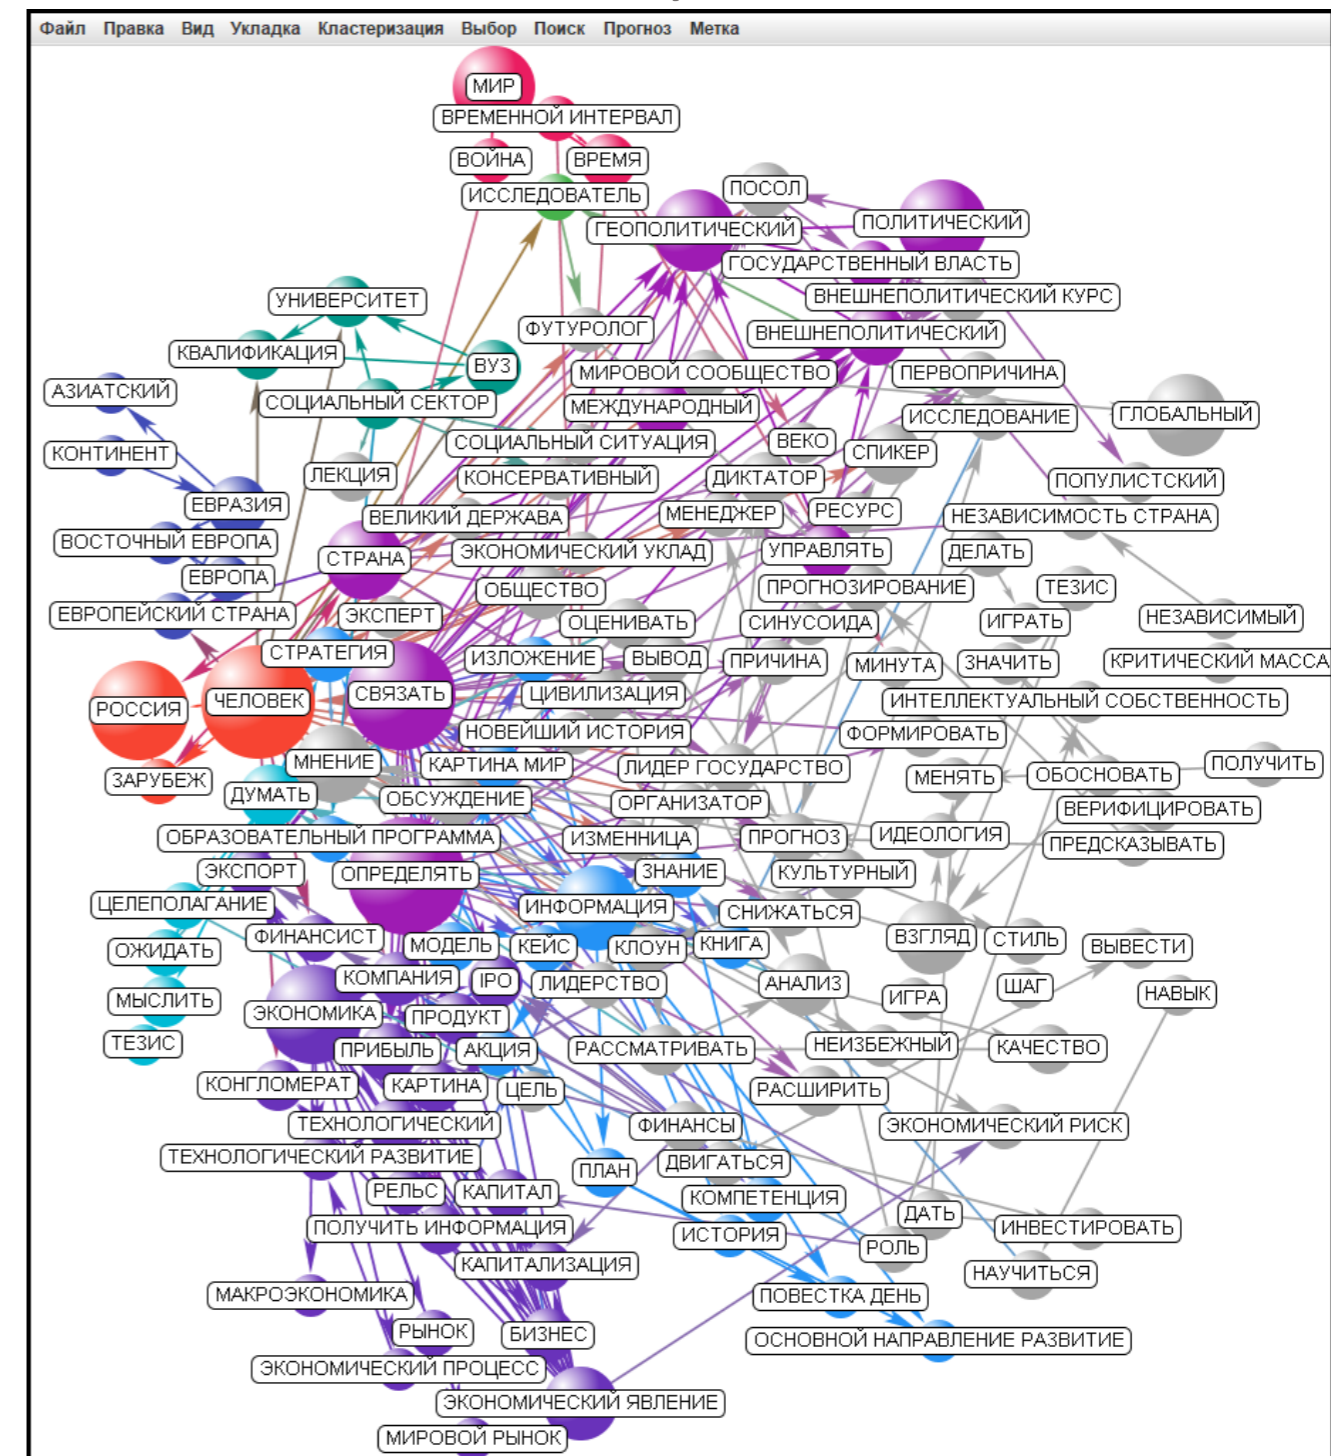 Файл Правка Вид Укладка Кластеризация Выбор Поиск Прогноз Метка
МИР
ВРЕМЕННОЙ ИНТЕРВАЛ
ВОЙНА
ВРЕМЯ
ИССЛЕДОВАТЕЛЬ
ПОСОЛ
ГЕОПОЛИТИЧЕСКИЙ
ПОЛИТИЧЕСКИЙ
ГОСУДАРСТВЕННЫЙ ВЛАСТЬ
УНИВЕРСИТЕТ
ВНЕШНЕПОЛИТИЧЕСКИЙ КУРС
ФУТУРОЛОГ
ВНЕШНЕПОЛИТИЧЕСКИЙ
КВАЛИФИКАЦИЯ
ВУЗ
МИРОВОЙ СООБЩЕСТВО
ПЕРВОПРИЧИНА
АЗИАТСКИЙ
СОЦИАЛЬНЫЙ СЕКТОР
МЕЖДУНАРОДНЫЙ
ИССЛЕДОВАНИЕ
ГЛОБАЛЬНЫЙ
СОЦИАЛЬНЫЙ СИТУАЦИЯ
ВЕКО
КОНТИНЕНТ
СПИКЕР
ЛЕКЦИЯ
КОНСЕРВАТИВНЫЙ
ДИКТАТОР
ПОПУЛИСТСКИЙ
ЕВРАЗИЯ
ВЕЛИКИЙ ДЕРЖАВА
МЕНЕДЖЕР
РЕСУРС
НЕЗАВИСИМОСТЬ СТРАНА
ВОСТОЧНЫЙ ЕВРОПА
СТРАНА
ЭКОНОМИЧЕСКИЙ УКЛАД
УПРАВЛЯТЬ
ДЕЛАТЬ
ЕВРОПА
ОБЩЕСТВО
ПРОГНОЗИРОВАНИЕ
ТЕЗИС
ЕВРОПЕЙСКИЙ СТРАНА
ЭКСПЕРТ
ОЦЕНИВАТЬ
СИНУСОИДА
ИГРАТЬ
НЕЗАВИСИМЫЙ
СТРАТЕГИЯ
ИЗЛОЖЕНИЕ
ВЫВОД
ПРИЧИНА
МИНУТА
ЗНАЧИТЬ
КРИТИЧЕСКИЙ МАССА
РОССИЯ
ЧЕЛОВЕК
СВЯЗАТЬ
ЦИВИЛИЗАЦИЯ
ИНТЕЛЛЕКТУАЛЬНЫЙ СОБСТВЕННОСТЬ
НОВЕЙШИЙ ИСТОРИЯ
ФОРМИРОВАТЬ
МНЕНИЕ
КАРТИНА МИР
ЛИДЕР ГОСУДАРСТВО
ПОЛУЧИТЬ
ЗАРУБЕЖ
МЕНЯТЬ
ОБОСНОВАТЬ
ДУМАТЬ
ОБСУЖДЕНИЕ
ОРГАНИЗАТОР
ВЕРИФИЦИРОВАТЬ
ОБРАЗОВАТЕЛЬНЫЙ ПРОГРАММА
ИЗМЕННИЦА
ПРОГНОЗ
ИДЕОЛОГИЯ
ПРЕДСКАЗЫВАТЬ
ЭКСПОРТ
ОПРЕДЕЛЯТЬ
ЗНАНИЕ
КУЛЬТУРНЫЙ
ЦЕЛЕПОЛАГАНИЕ
ИНФОРМАЦИЯ
СНИЖАТЬСЯ
ФИНАНСИСТ
ВЗГЛЯД
СТИЛЬ
ОЖИДАТЬ
МОДЕЛЬ
КЕЙС
КЛОУН
КНИГА
ВЫВЕСТИ
КОМПАНИЯ
IPO
ЛИДЕРСТВО
АНАЛИЗ
ШАГ
МЫСЛИТЬ
ИГРА
НАВЫК
ЭКОНОМИКА
ПРОДУКТ
ТЕЗИС
ПРИБЫЛЬ
АКЦИЯ
РАССМАТРИВАТЬ
НЕИЗБЕЖНЫЙ
КАЧЕСТВО
КОНГЛОМЕРАТ
КАРТИНА
ЦЕЛЬ
РАСШИРИТЬ
ТЕХНОЛОГИЧЕСКИЙ
ФИНАНСЫ
ЭКОНОМИЧЕСКИЙ РИСК
ТЕХНОЛОГИЧЕСКИЙ РАЗВИТИЕ
ПЛАН
ДВИГАТЬСЯ
РЕЛЬС
КАПИТАЛ
КОМПЕТЕНЦИЯ
ДАТЬ
ПОЛУЧИТЬ ИНФОРМАЦИЯ
ИСТОРИЯ
ИНВЕСТИРОВАТЬ
РОЛЬ
КАПИТАЛИЗАЦИЯ
НАУЧИТЬСЯ
МАКРОЭКОНОМИКА
ПОВЕСТКА ДЕНЬ
РЫНОК
БИЗНЕС
ОСНОВНОЙ НАПРАВЛЕНИЕ РАЗВИТИЕ
ЭКОНОМИЧЕСКИЙ ПРОЦЕСС
ЭКОНОМИЧЕСКИЙ ЯВЛЕНИЕ
МИРОВОЙ РЫНОК